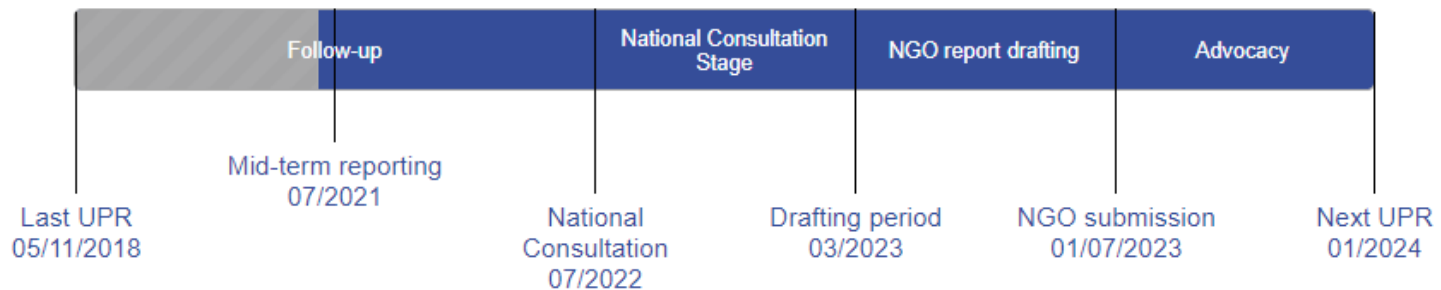 Follow-up
National Consultation
Stage
NGO report drafting
Advocacy
Mid-term reporting
07/2021
Last UPR
05/11/2018
National
Consultation
07/2022
Drafting period
03/2023
NGO submission
01/07/2023
Next UPR
01/2024